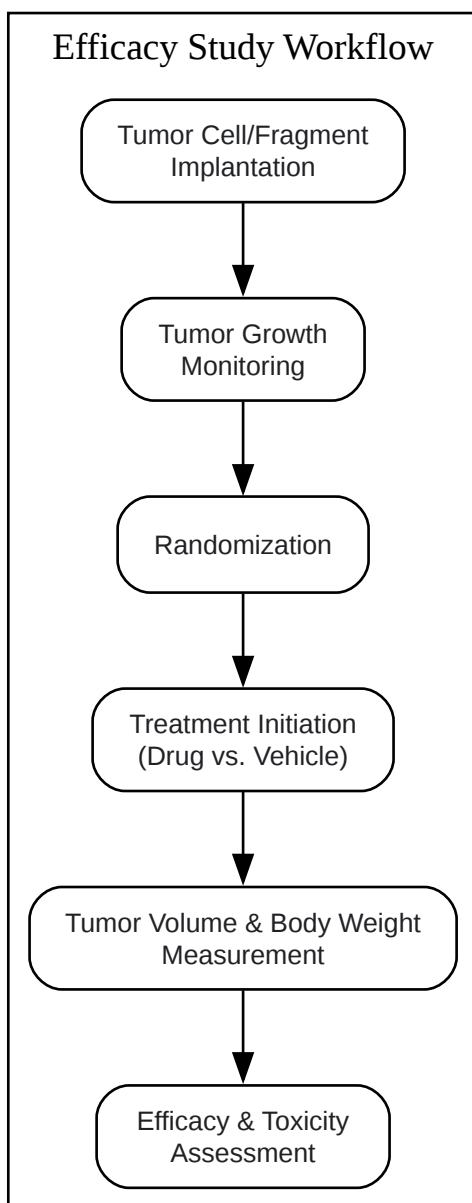 Efficacy Study Workflow
Tumor Cell/Fragment
Implantation
Tumor Growth
Monitoring
Randomization
Treatment Initiation
(Drug vs. Vehicle)
Tumor Volume & Body Weight
Measurement
Efficacy & Toxicity
Assessment